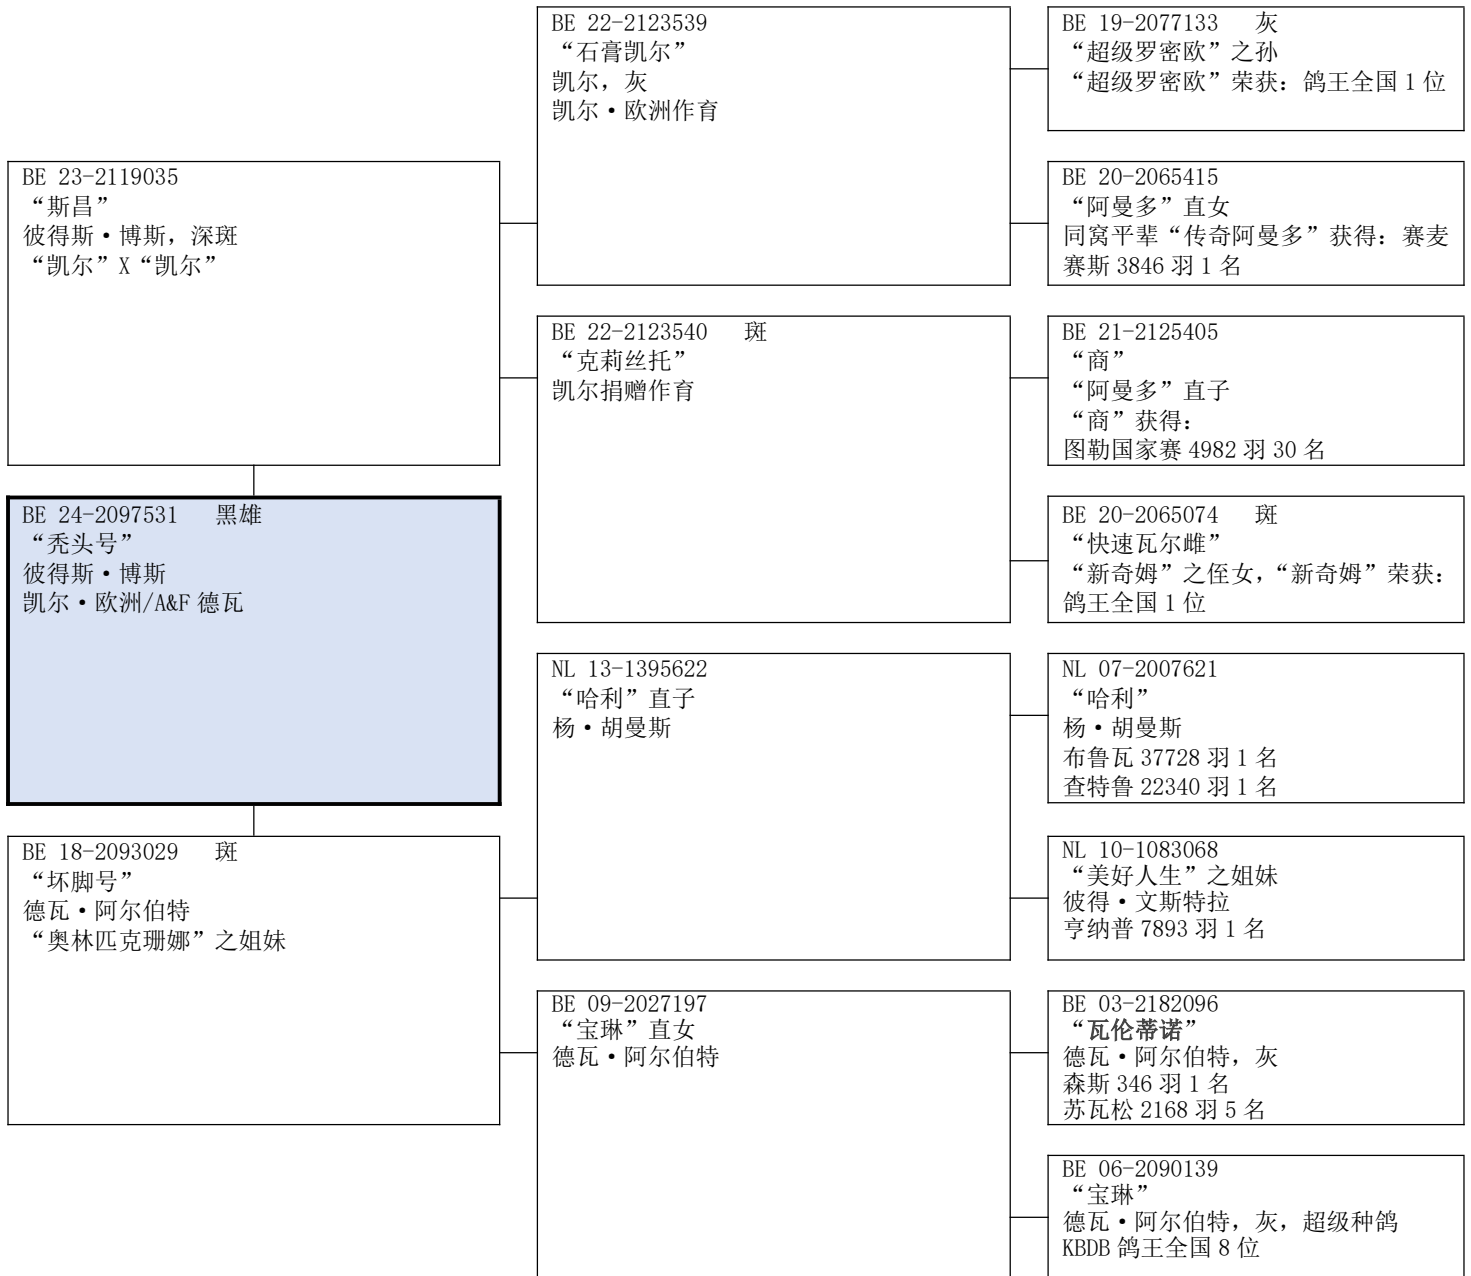 BE 22-2123539
“石膏凯尔”
凯尔，灰
凯尔·欧洲作育
BE 19-2077133 灰
“超级罗密欧”之孙
“超级罗密欧”荣获：鸽王全国 1 位
BE 23-2119035
“斯昌”
彼得斯·博斯，深斑
“凯尔”X“凯尔”
BE 20-2065415
“阿曼多”直女
同窝平辈“传奇阿曼多”获得：赛麦
赛斯 3846 羽 1 名
BE 22-2123540 斑
“克莉丝托”
凯尔捐赠作育
BE 21-2125405
“商”
“阿曼多”直子
“商”获得：
图勒国家赛 4982 羽 30 名
BE 24-2097531 黑雄
“秃头号”
彼得斯·博斯
凯尔·欧洲/A&F 德瓦
BE 20-2065074 斑
“快速瓦尔雌”
“新奇姆”之侄女，“新奇姆”荣获：
鸽王全国 1 位
NL 13-1395622
“哈利”直子
杨·胡曼斯
NL 07-2007621
“哈利”
杨·胡曼斯
布鲁瓦 37728 羽 1 名
查特鲁 22340 羽 1 名
BE 18-2093029 斑
“坏脚号”
德瓦·阿尔伯特
“奥林匹克珊娜”之姐妹
NL 10-1083068
“美好人生”之姐妹
彼得·文斯特拉
亨纳普 7893 羽 1 名
BE 09-2027197
“宝琳”直女
德瓦·阿尔伯特
BE 03-2182096
“瓦伦蒂诺”
德瓦·阿尔伯特，灰
森斯 346 羽 1 名
苏瓦松 2168 羽 5 名
BE 06-2090139
“宝琳”
德瓦·阿尔伯特，灰，超级种鸽
KBDB 鸽王全国 8 位